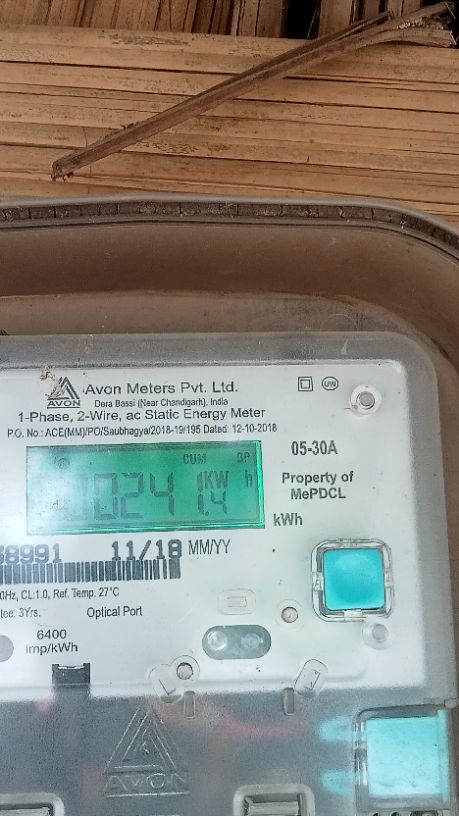 Avon Meters Pvt. Ltd.
AVON
Dera Bassi (Near Chandigarh), India
1-Phase, 2-Wire, ac Static Energy Meter
P.G. No.: ACE(MM)/PO/Saubhagya/2018-19/195 Dated: 12-10-2018
UW
05-30A
CUM
KW h
Property of
MePDCL
kWh
8991 11/18 MM/YY
0Hz, CL:1.0, Ref. Temp. 27°C
tee: 3Yrs. Optical Port
6400
imp/kWh
AVON